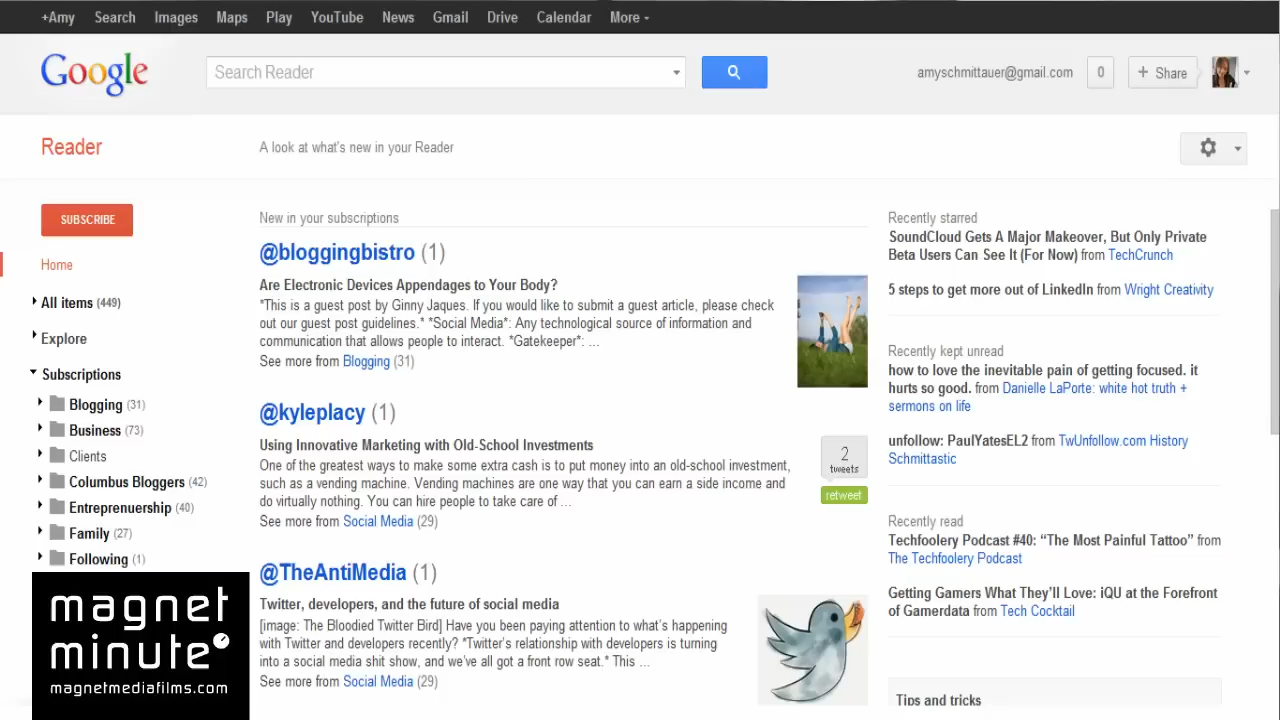 +Amy Search Images Maps Play YouTube News Gmail Drive Calendar More
Google
Search Reader
amyschmittauer@gmail.com
0
+ Share
Reader
A look at what's new in your Reader
SUBSCRIBE
Home
All items (449)
Explore
Subscriptions
Blogging (31)
Business (73)
Clients
Columbus Bloggers (42)
Entreprenuership (40)
Family (27)
Following (1)
magnet
minute
magnetmediafilms.com
New in your subscriptions
@bloggingbistro (1)
Are Electronic Devices Appendages to Your Body?
*This is a guest post by Ginny Jaques. If you would like to submit a guest article, please check
out our guest post guidelines.* *Social Media*: Any technological source of information and
communication that allows people to interact. *Gatekeeper*: ...
See more from Blogging (31)
@kyleplacy (1)
Using Innovative Marketing with Old-School Investments
One of the greatest ways to make some extra cash is to put money into an old-school investment,
such as a vending machine. Vending machines are one way that you can earn a side income and
do virtually nothing. You can hire people to take care of ...
See more from Social Media (29)
2
tweets
retweet
@TheAntiMedia (1)
Twitter, developers, and the future of social media
[image: The Bloodied Twitter Bird] Have you been paying attention to what's happening
with Twitter and developers recently? *Twitter's relationship with developers is turning
into a social media shit show, and we've all got a front row seat.* This ...
See more from Social Media (29)
Recently starred
SoundCloud Gets A Major Makeover, But Only Private
Beta Users Can See It (For Now) from TechCrunch
5 steps to get more out of LinkedIn from Wright Creativity
Recently kept unread
how to love the inevitable pain of getting focused. it
hurts so good. from Danielle LaPorte: white hot truth +
sermons on life
unfollow: PaulYatesEL2 from TwUnfollow.com History
Schmittastic
Recently read
Techfoolery Podcast #40: “The Most Painful Tattoo” from
The Techfoolery Podcast
Getting Gamers What They'll Love: iQU at the Forefront
of Gamerdata from Tech Cocktail
Tips and tricks